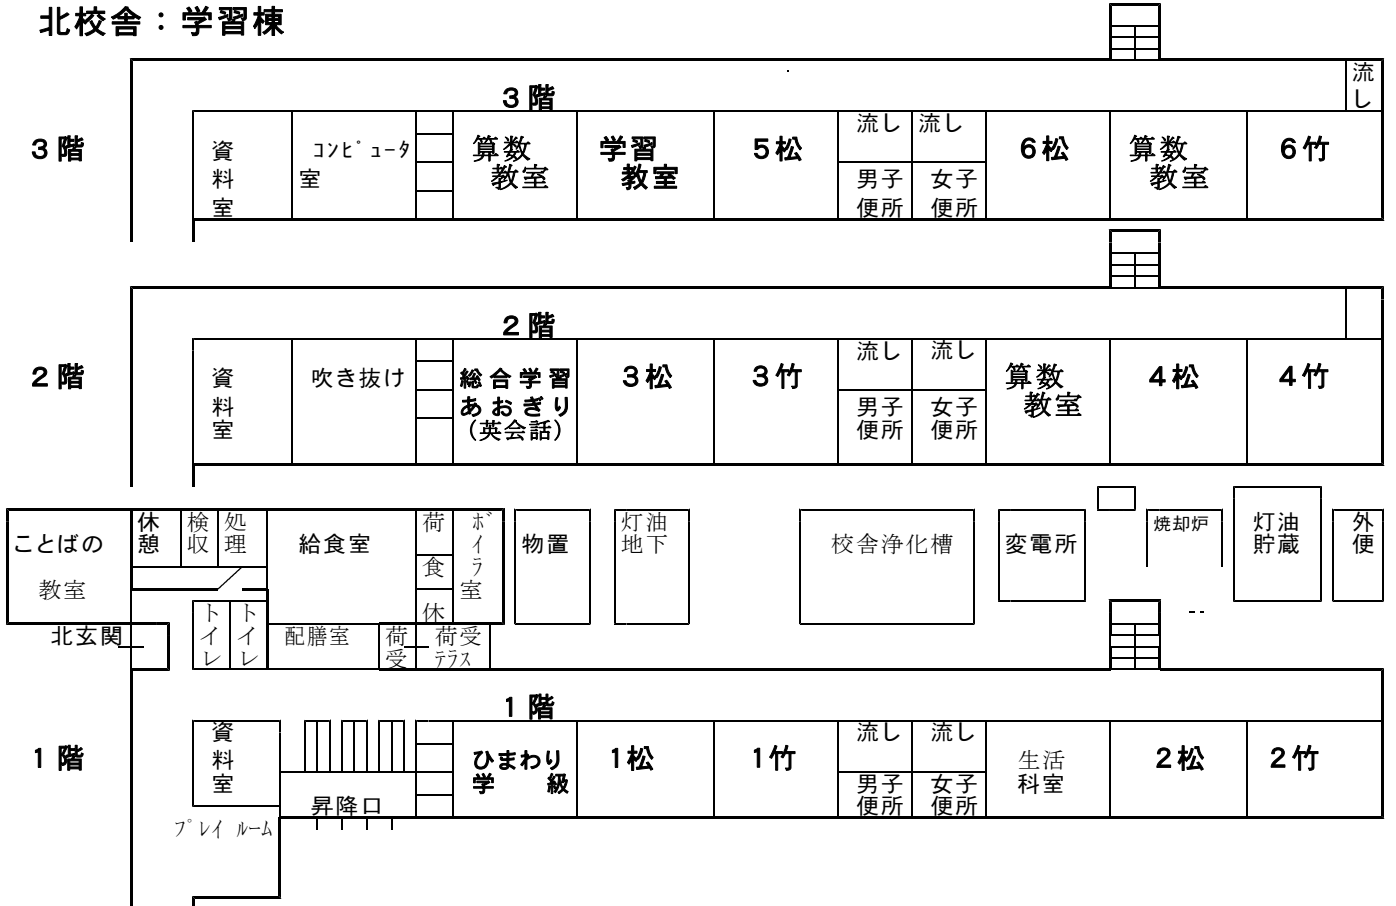 北校舎：学習棟
3階
流し
3階
資料室
コンピュータ
室
算数
教室
学習
教室
5松
流し
男子
便所
流し
女子
便所
6松
算数
教室
6竹
2階
2階
資料室
吹き抜け
総合学習
あおぎり
（英会話）
3松
3竹
流し
男子
便所
流し
女子
便所
算数
教室
4松
4竹
ことばの
教室
休憩
検収
処理
給食室
荷
食
休
ボイラ室
物置
灯油
地下
校舎浄化槽
変電所
焼却炉
灯油
貯蔵
外便
北玄関
トイレ
トイレ
配膳室
荷受
荷受
テラス
1階
1階
資料室
昇降口
プレイルーム
ひまわり
学級
1松
1竹
流し
男子
便所
流し
女子
便所
生活
科室
2松
2竹